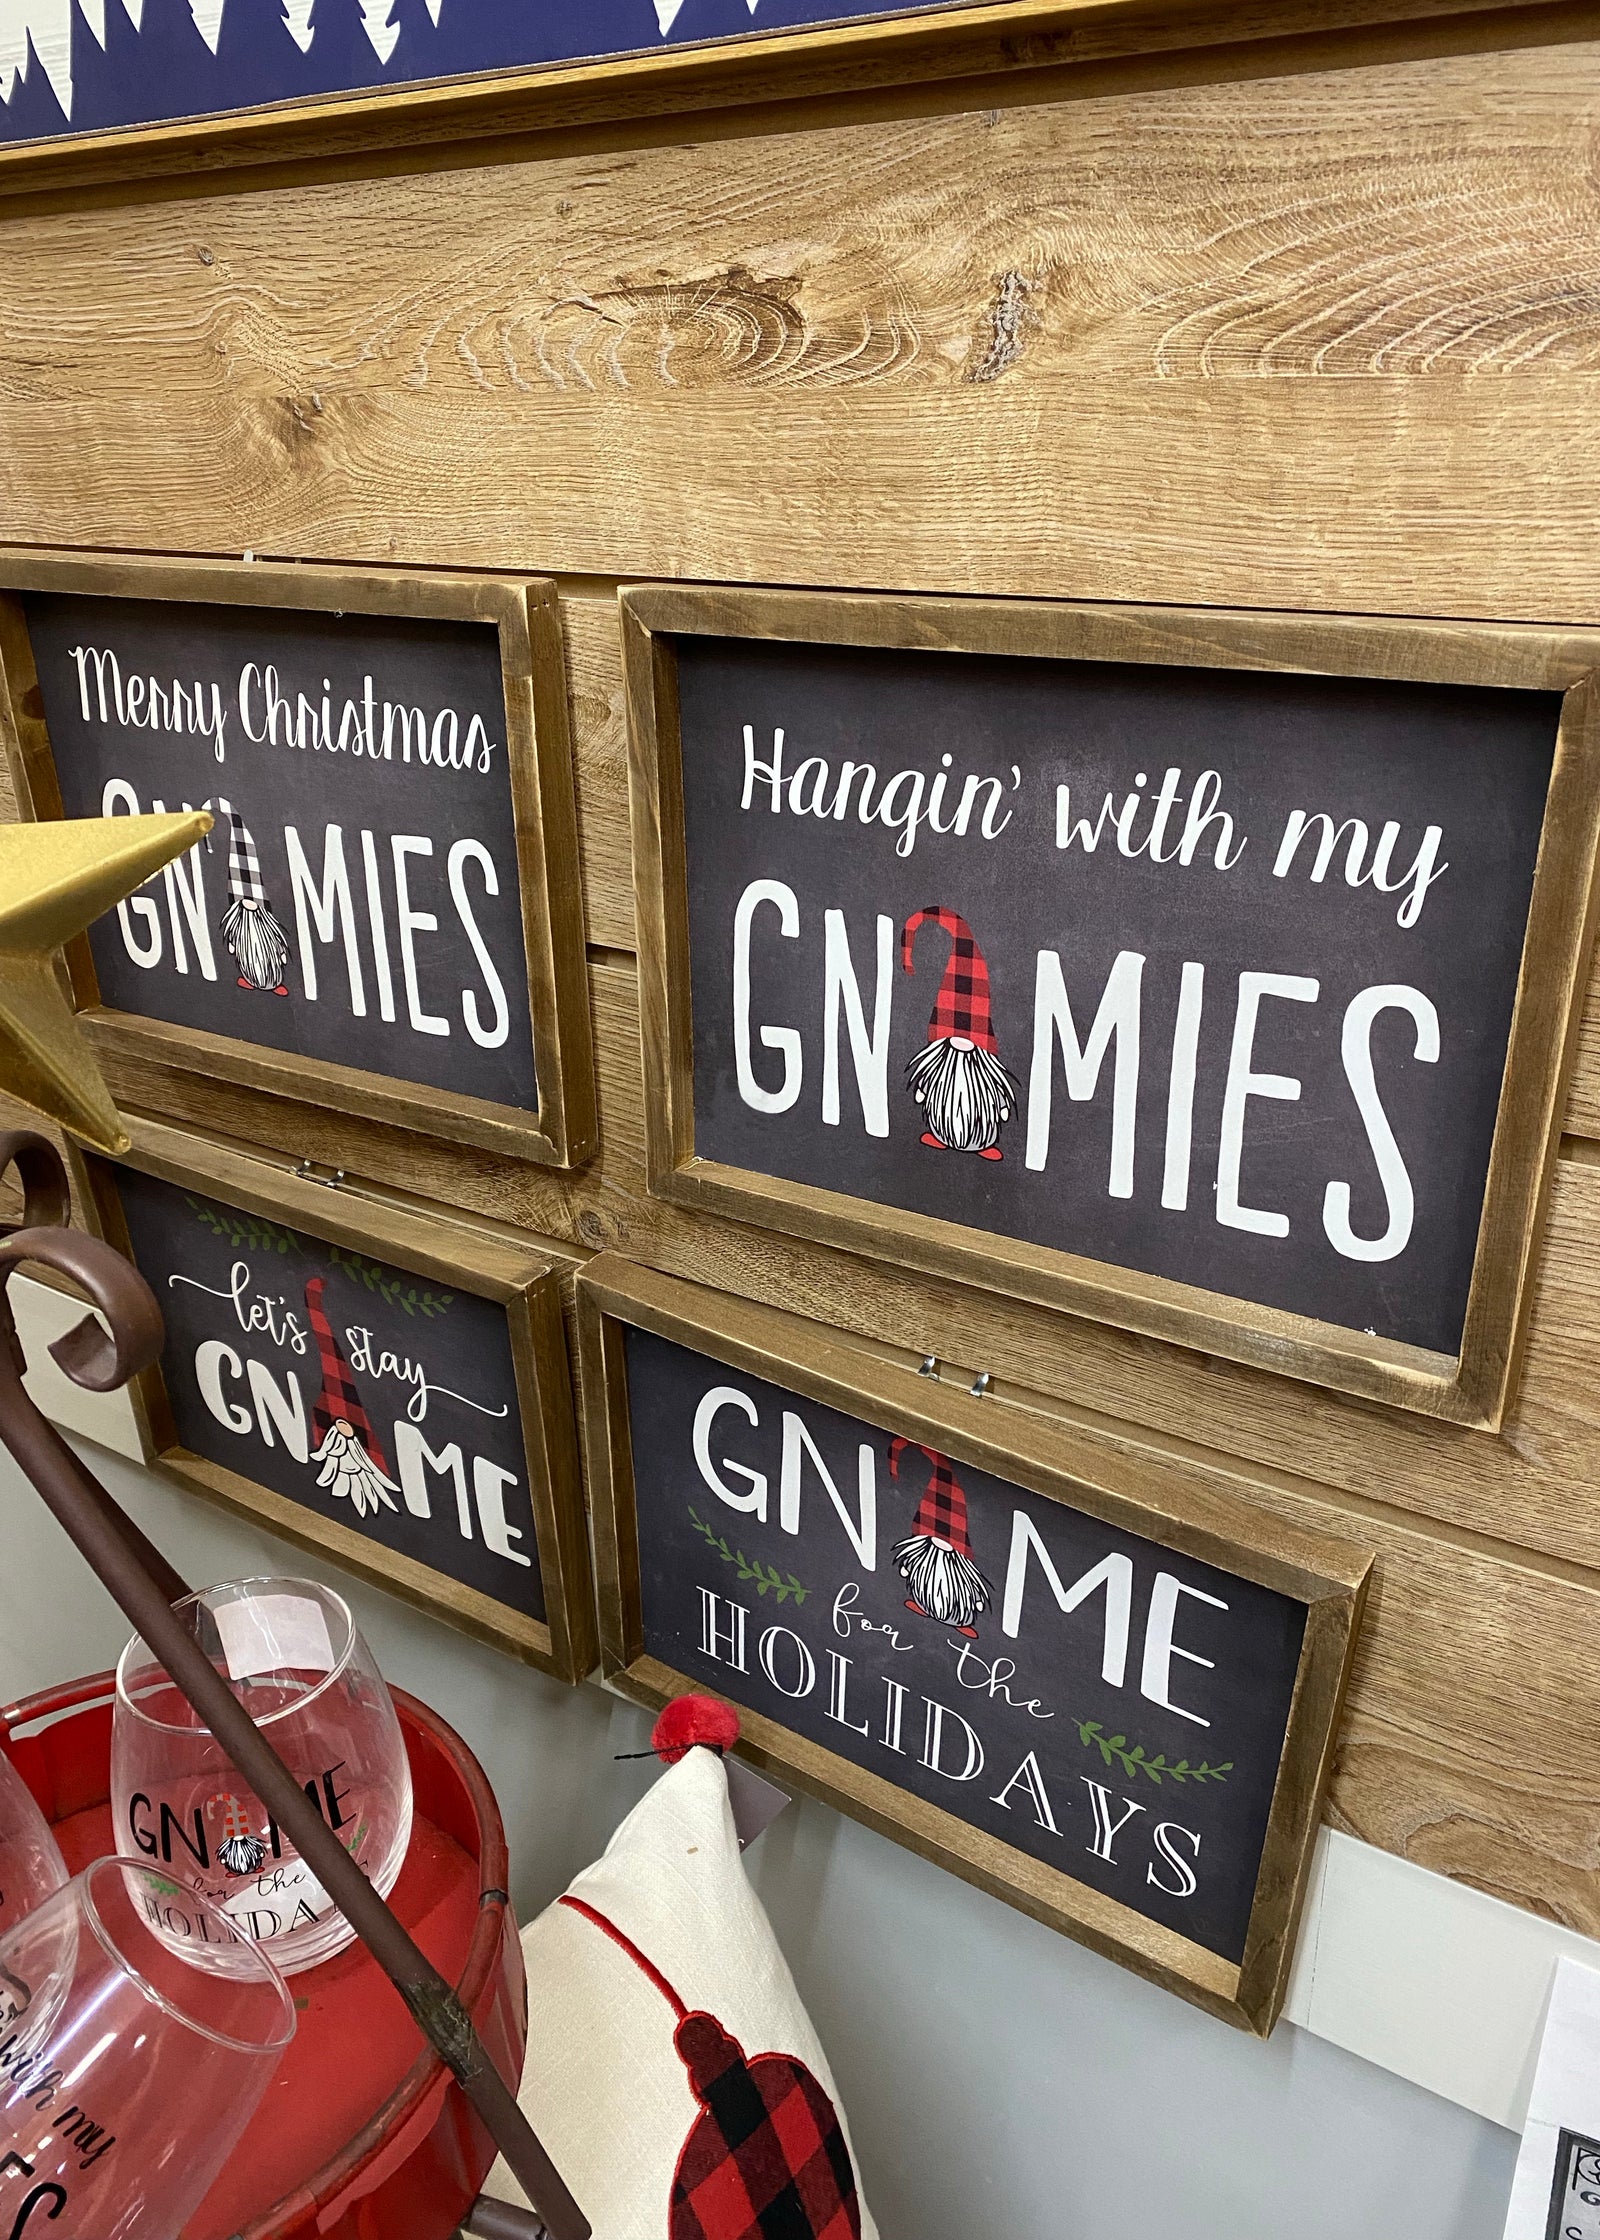 Merry Christmas
GNOMIES
Hangin' with my
GNOMIES
let's stay
GNOME
GNOME
for the
HOLIDAYS
GNOME
for the
HOLIDA
with my